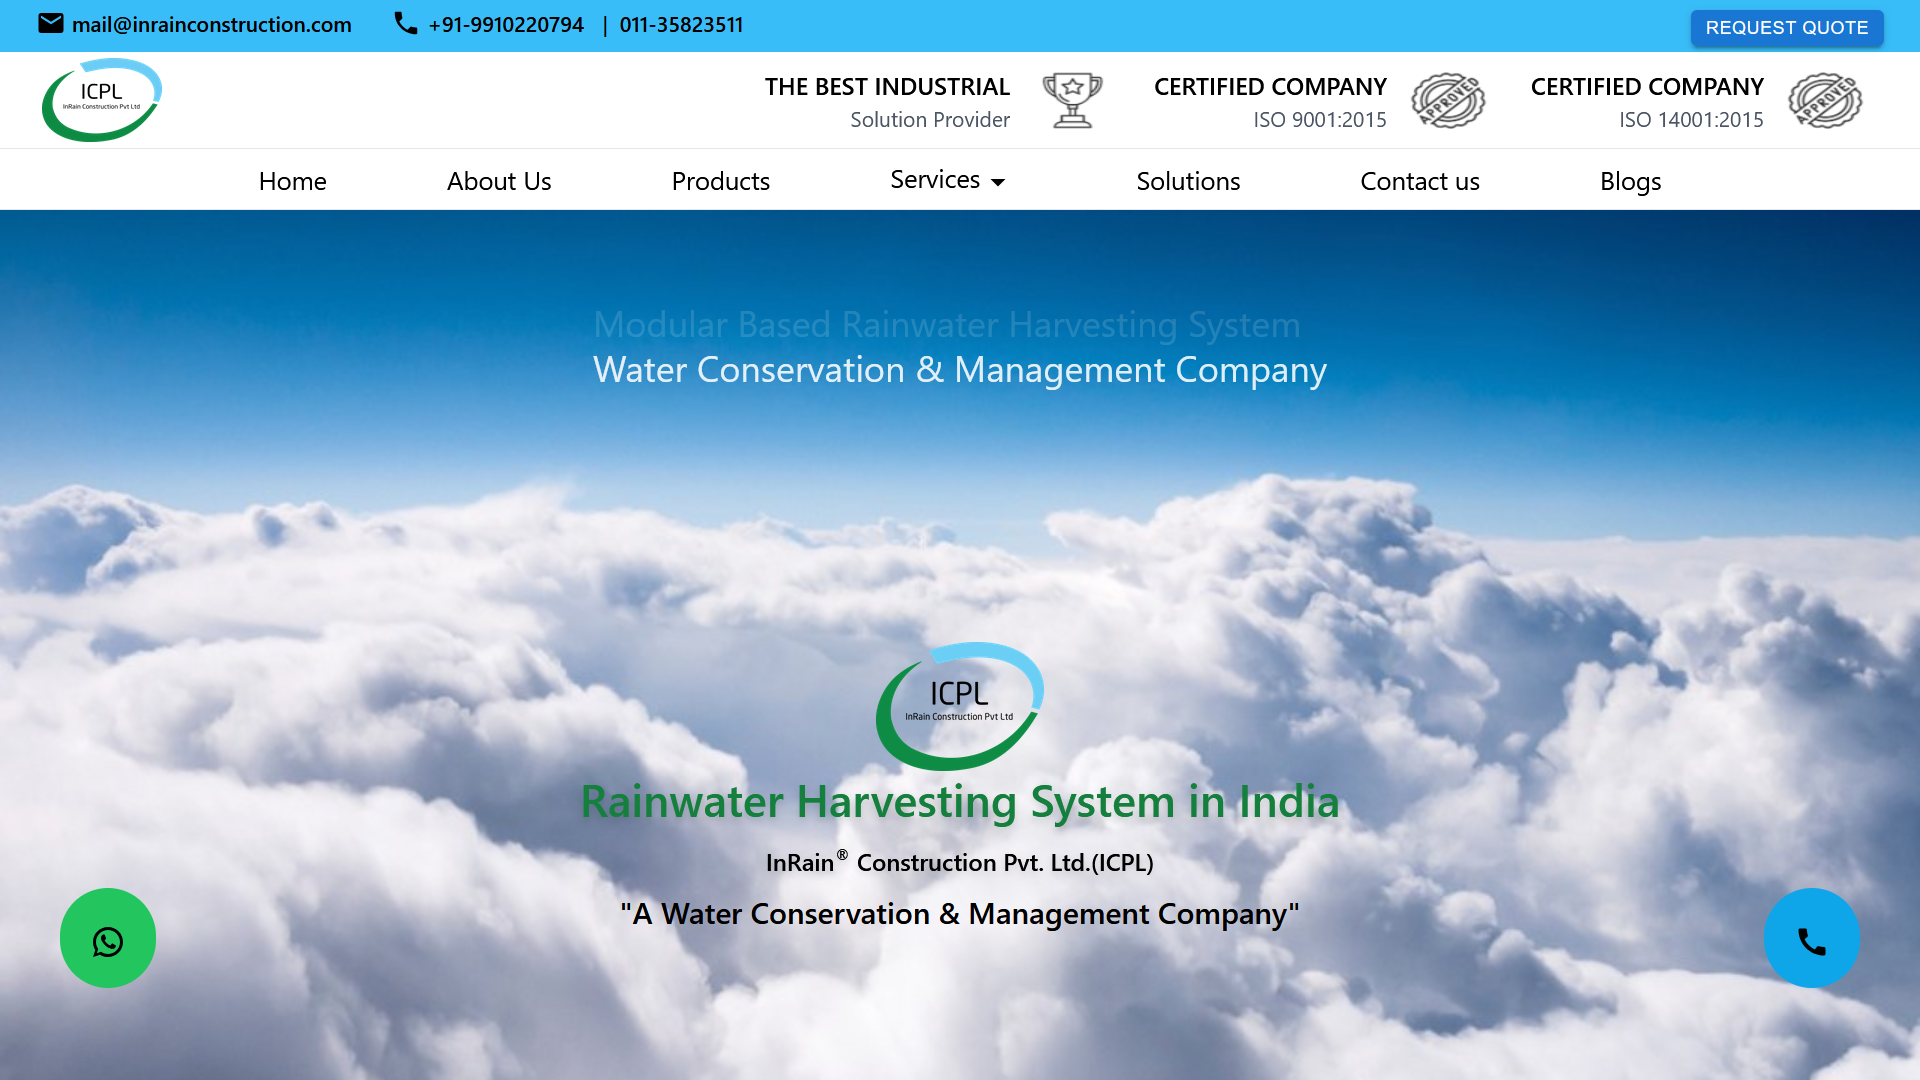 mail@inrainconstruction.com +91-9910220794 | 011-35823511 REQUEST QUOTE
ICPL
InRain Construction Pvt Ltd
THE BEST INDUSTRIAL
Solution Provider
CERTIFIED COMPANY
ISO 9001:2015
APPROVED
CERTIFIED COMPANY
ISO 14001:2015
APPROVED
Home About Us Products Services Solutions Contact us Blogs
Modular Based Rainwater Harvesting System
Water Conservation & Management Company
ICPL
InRain Construction Pvt Ltd
Rainwater Harvesting System in India
InRain® Construction Pvt. Ltd.(ICPL)
"A Water Conservation & Management Company"